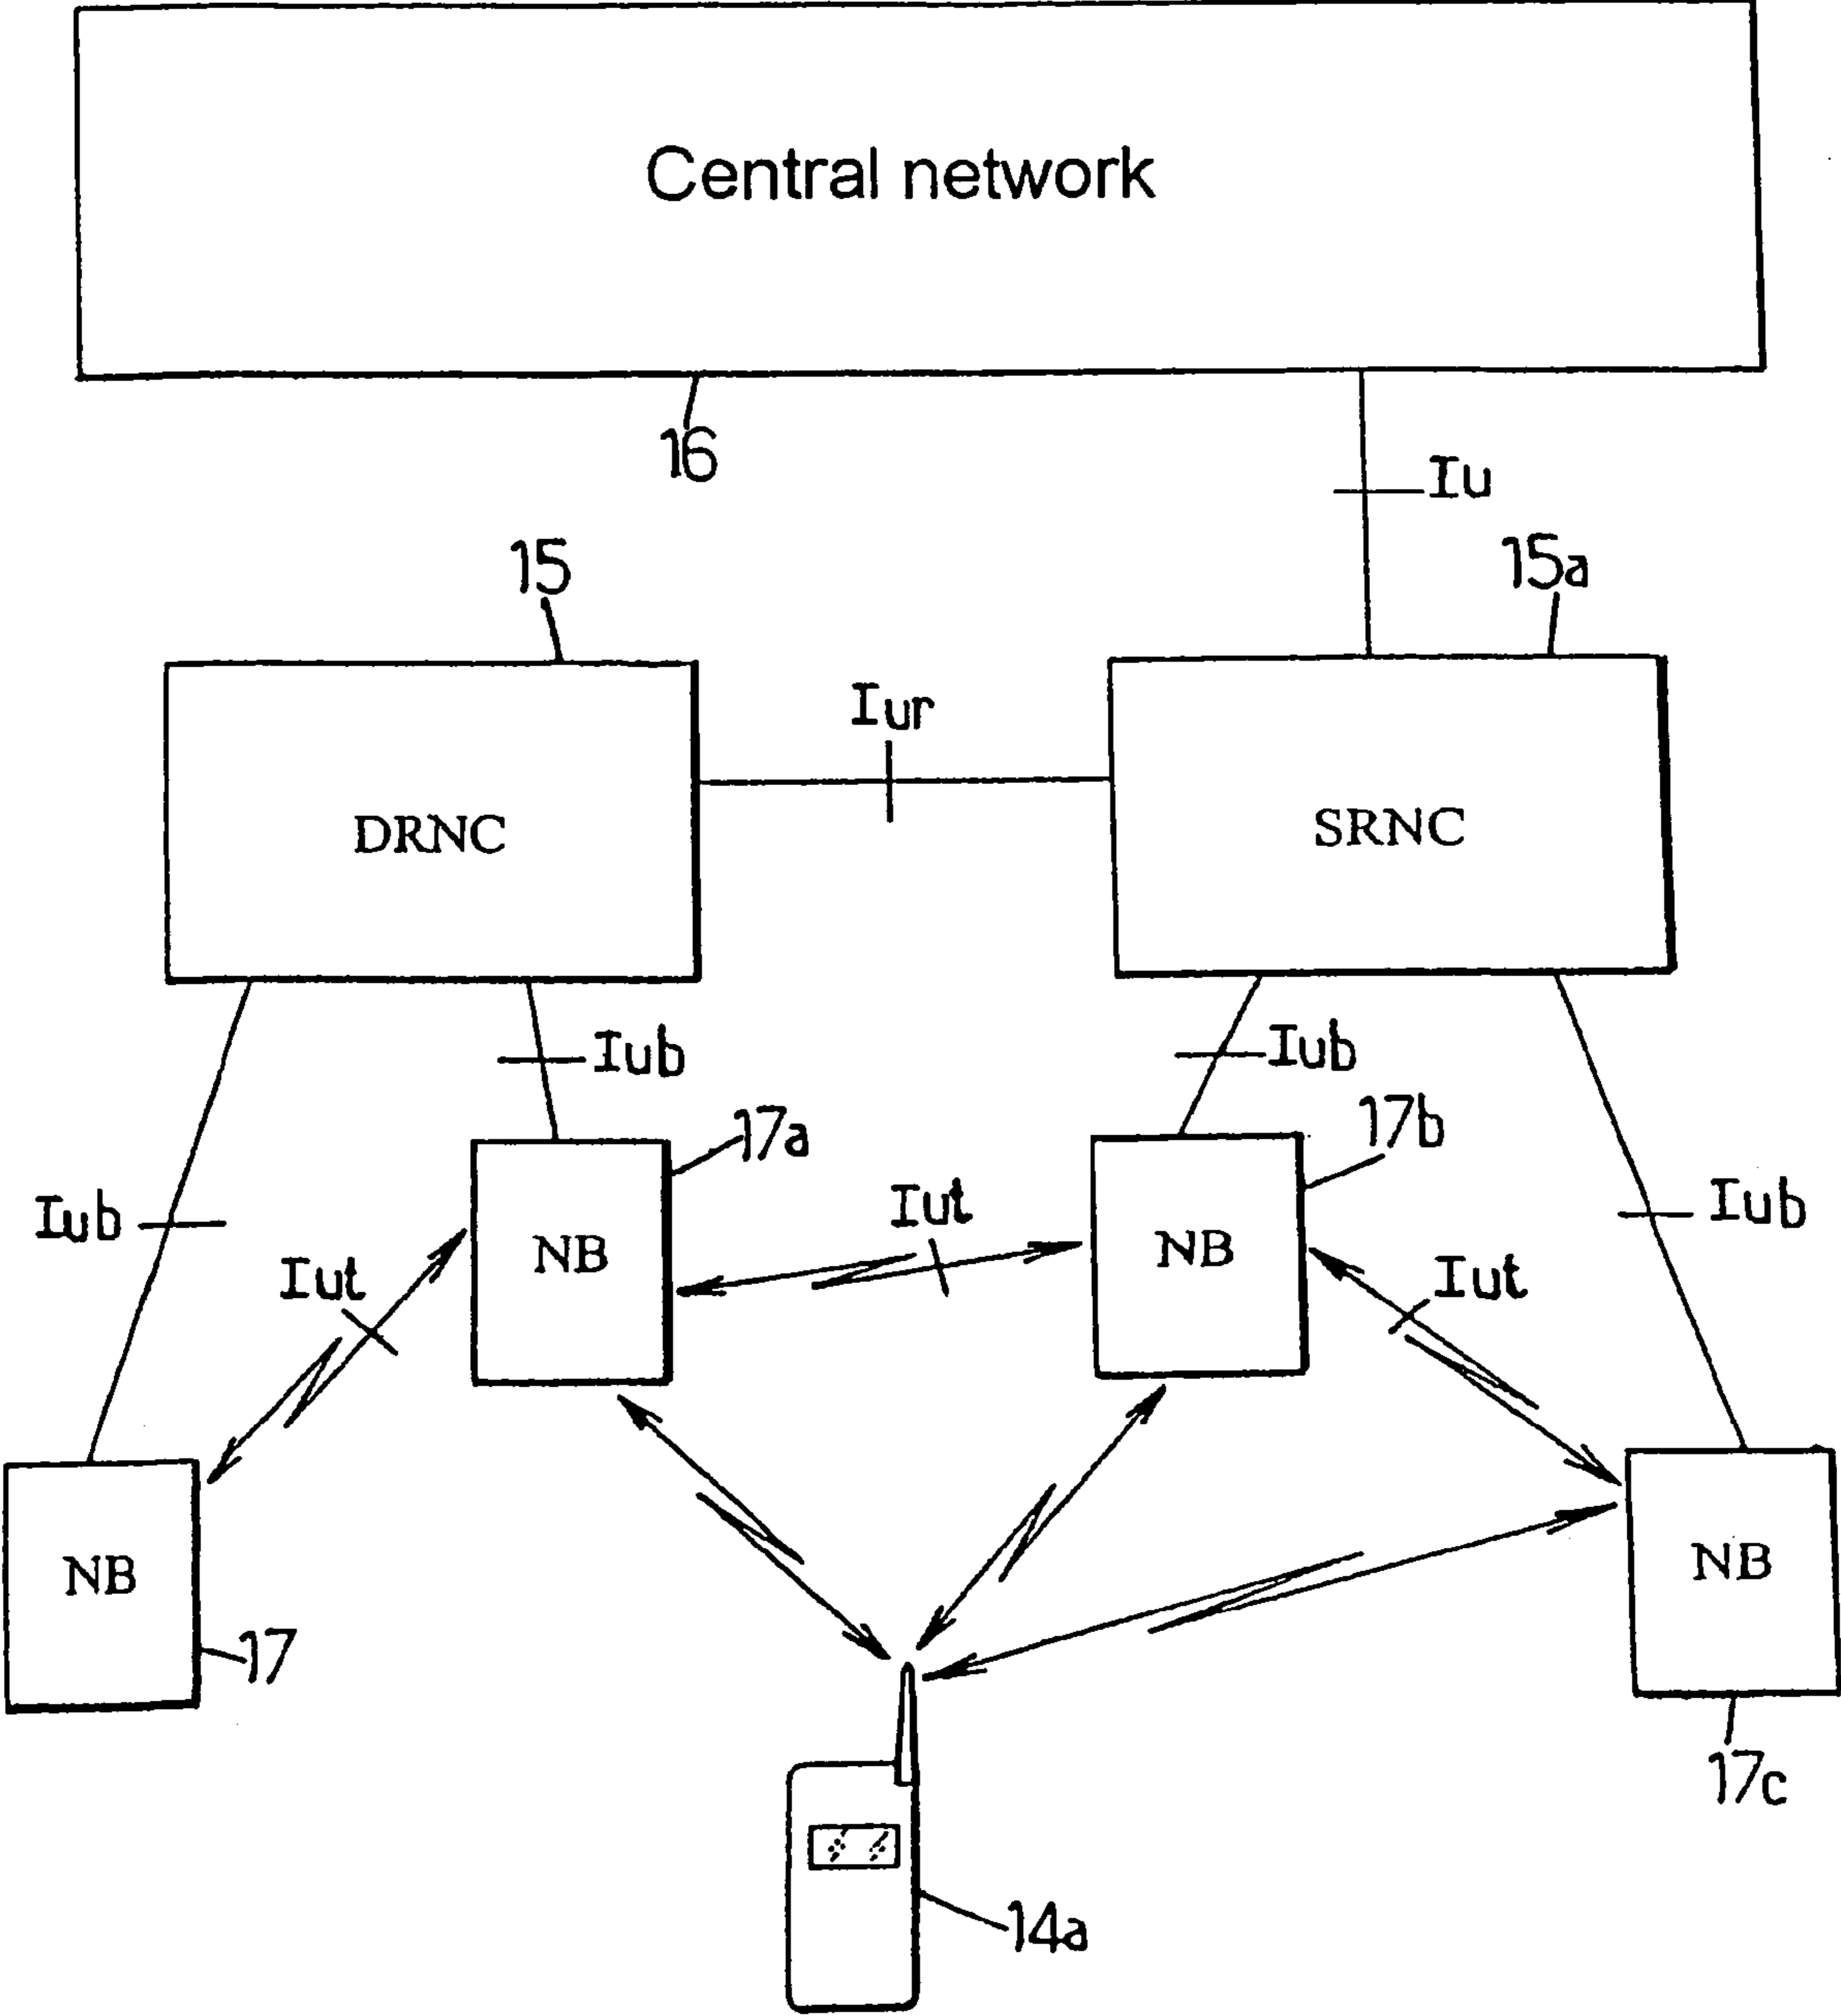 Central network
16
Iu
15
15a
Iur
DRNC
SRNC
Iub
Iub
17a
17b
Iub
Iut
Iub
NB
NB
Iut
Iut
NB
NB
17
17c
14a